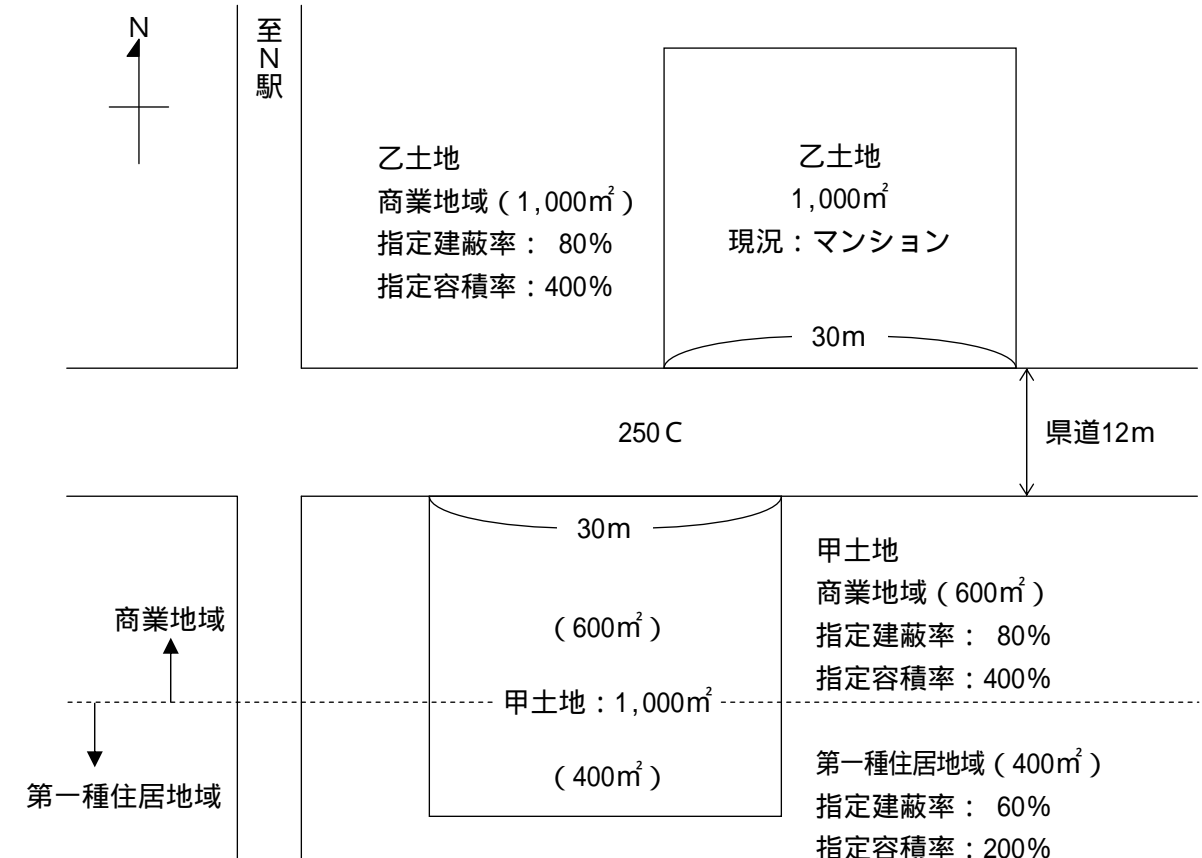 N
至N駅
乙土地
商業地域（1,000㎡）
指定建蔽率： 80％
指定容積率：400％
乙土地
1,000㎡
現況：マンション
30m
250C
県道12m
30m
商業地域
第一種住居地域
（600㎡）
甲土地：1,000㎡
（400㎡）
甲土地
商業地域（600㎡）
指定建蔽率： 80％
指定容積率：400％
第一種住居地域（400㎡）
指定建蔽率： 60％
指定容積率：200％